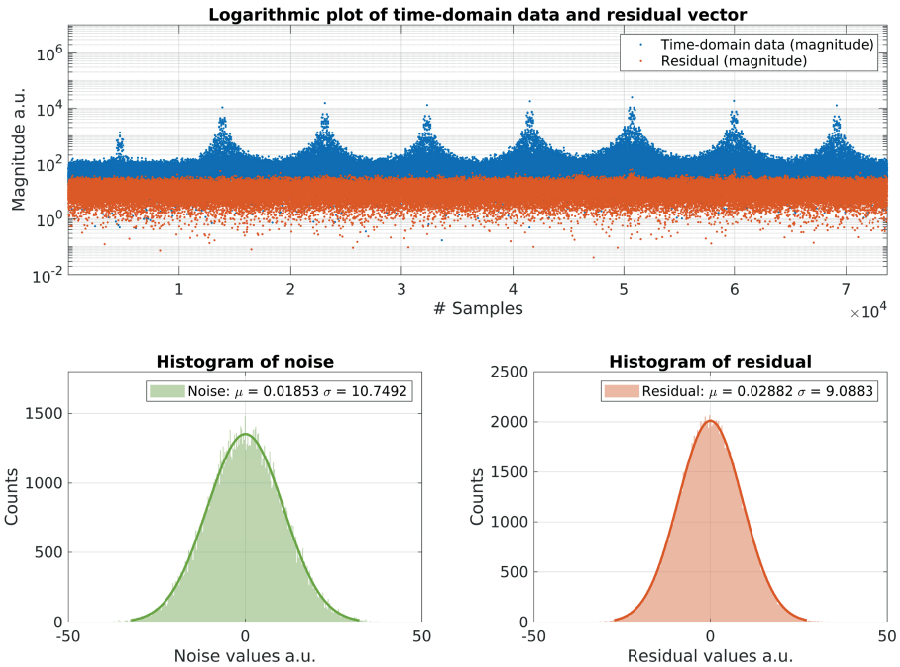 Logarithmic plot of time-domain data and residual vector
Magnitude a.u.
10^6
10^4
10^2
10^0
10^-2
Time-domain data (magnitude)
Residual (magnitude)
1 2 3 4 5 6 7
# Samples
×10^4
Histogram of noise
Counts
1500
1000
500
0
Noise: μ = 0.01853 σ = 10.7492
-50 0 50
Noise values a.u.
Histogram of residual
Counts
2500
2000
1500
1000
500
0
Residual: μ = 0.02882 σ = 9.0883
-50 0 50
Residual values a.u.